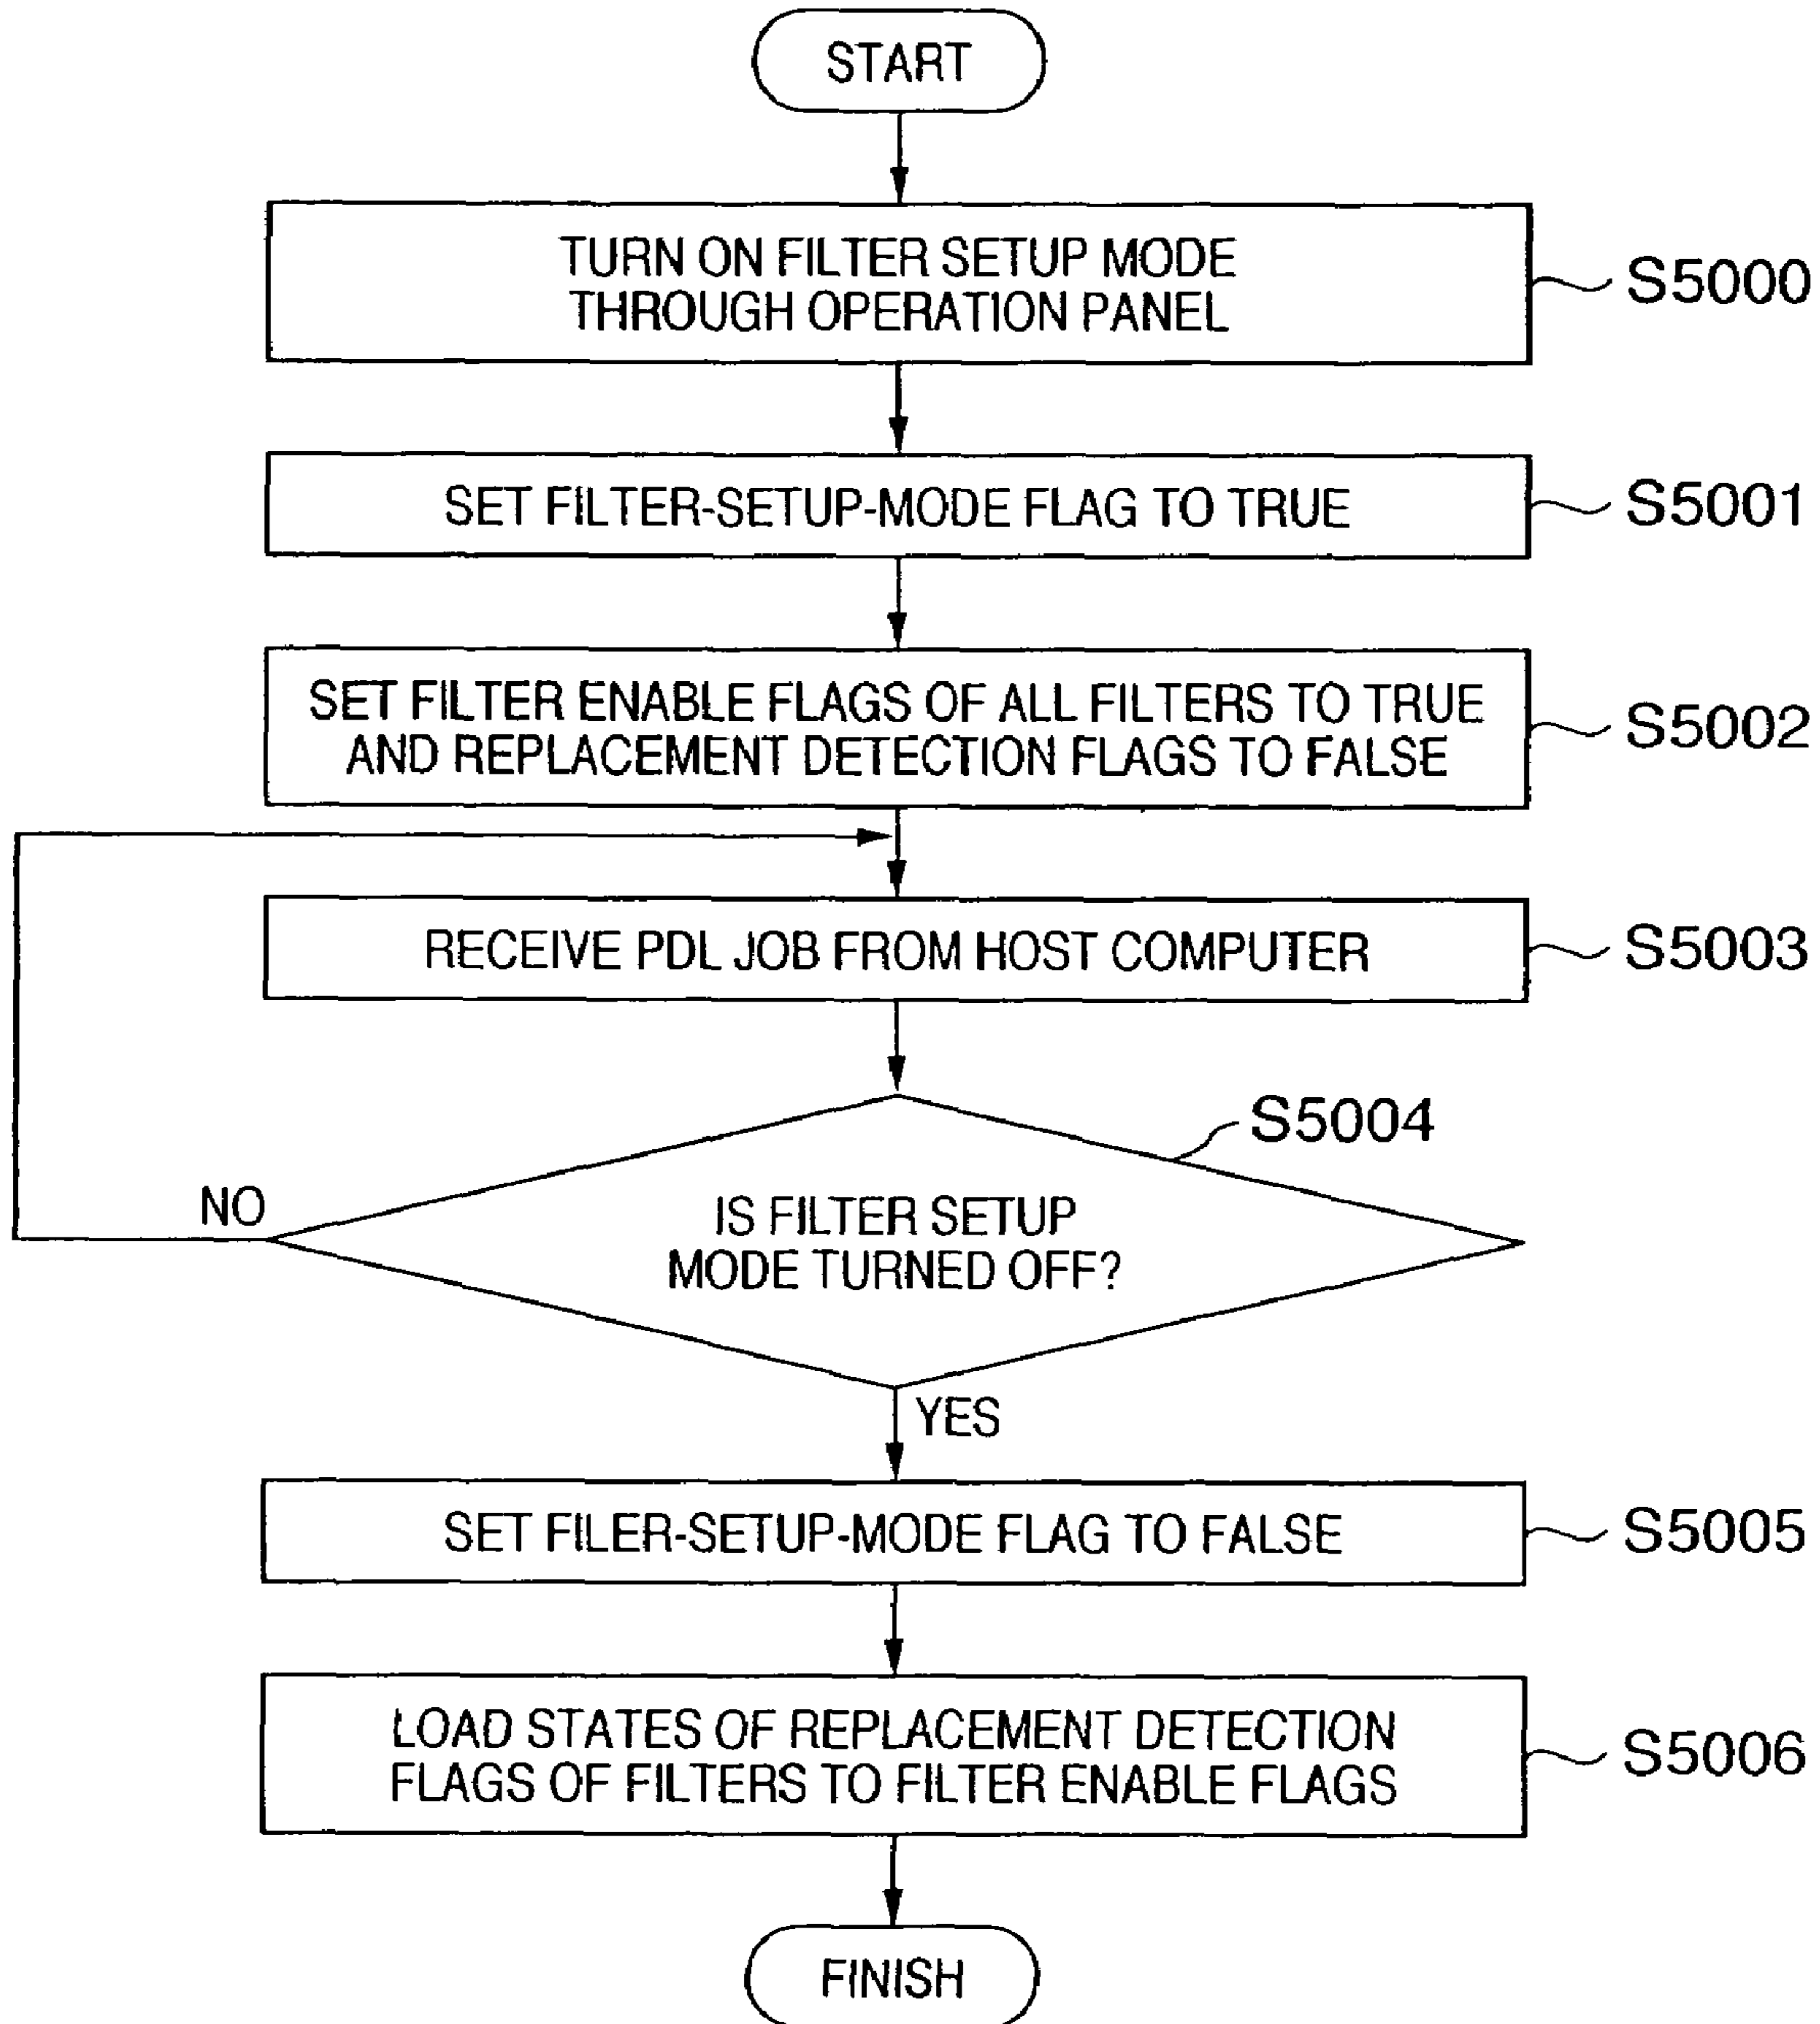 START
TURN ON FILTER SETUP MODE
THROUGH OPERATION PANEL
S5000
SET FILTER-SETUP-MODE FLAG TO TRUE
S5001
SET FILTER ENABLE FLAGS OF ALL FILTERS TO TRUE
AND REPLACEMENT DETECTION FLAGS TO FALSE
S5002
RECEIVE PDL JOB FROM HOST COMPUTER
S5003
S5004
NO
IS FILTER SETUP
MODE TURNED OFF?
YES
SET FILER-SETUP-MODE FLAG TO FALSE
S5005
LOAD STATES OF REPLACEMENT DETECTION
FLAGS OF FILTERS TO FILTER ENABLE FLAGS
S5006
FINISH